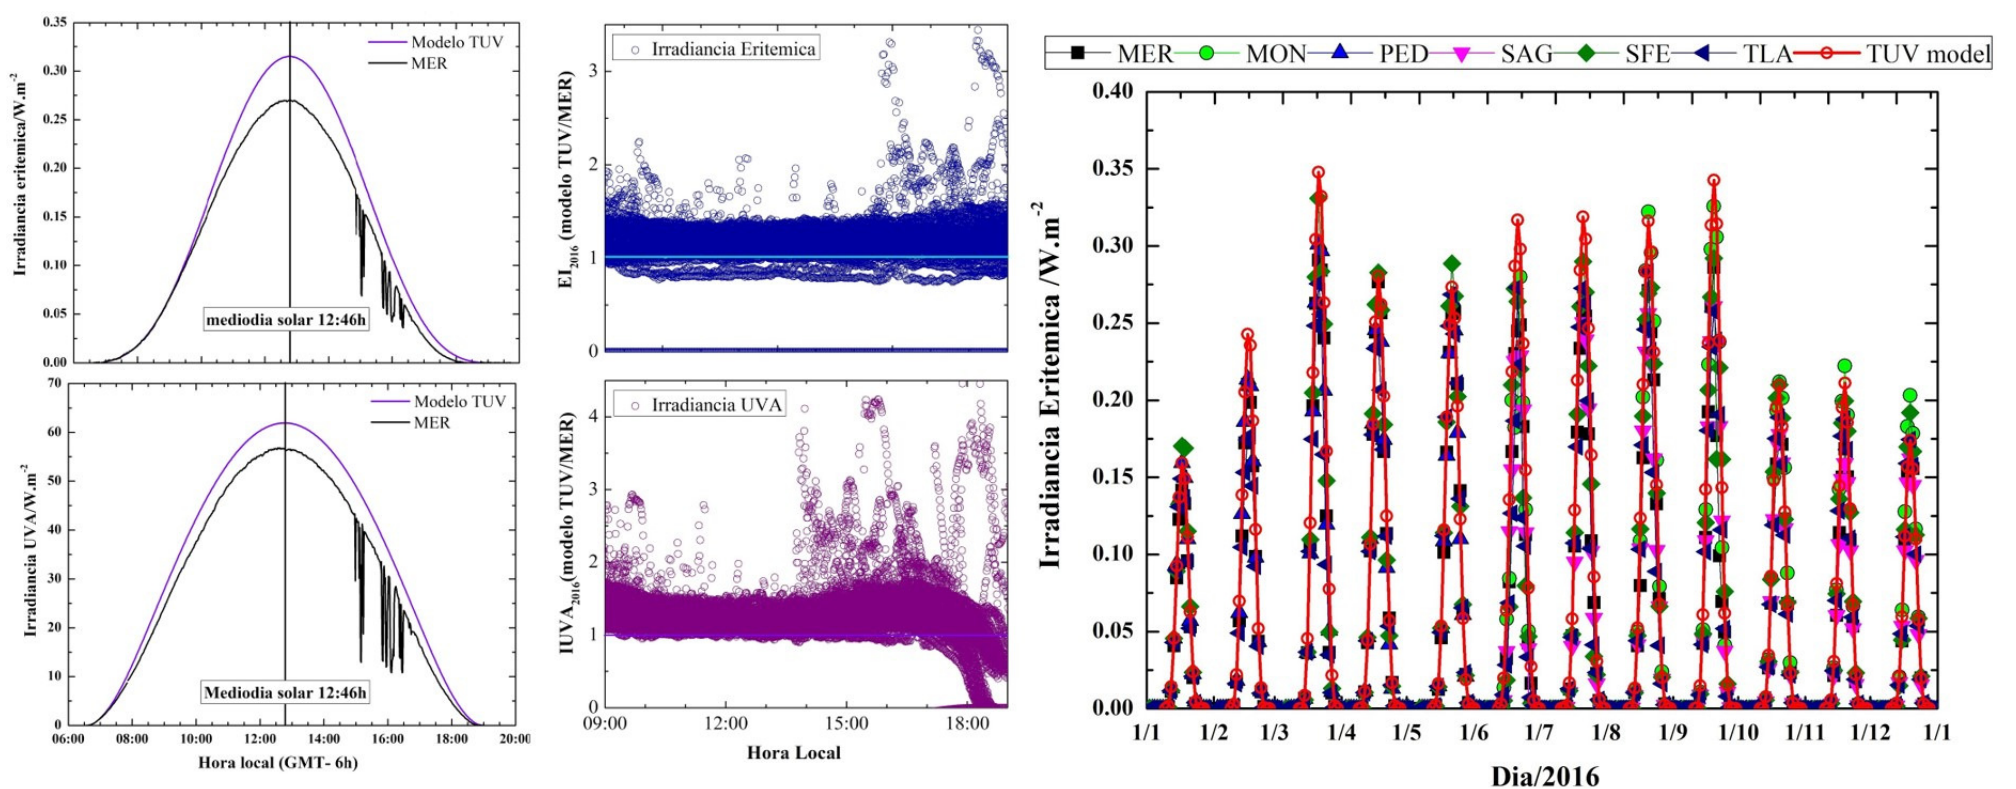 0.35
0.30
0.25
0.20
0.15
0.10
0.05
0.00
Irradiancia eritemica/W.m-2
Modelo TUV
MER
mediodia solar 12:46h
70
60
50
40
30
20
10
0
Irradiancia UVA/W.m-2
Modelo TUV
MER
Mediodia solar 12:46h
06:00 08:00 10:00 12:00 14:00 16:00 18:00 20:00
Hora local (GMT- 6h)
3
2
1
0
EI2016 (modelo TUV/MER)
Irradiancia Eritemica
4
3
2
1
0
IUVA2016(modelo TUV/MER)
Irradiancia UVA
09:00 12:00 15:00 18:00
Hora Local
MER MON PED SAG SFE TLA TUV model
0.40
0.35
0.30
0.25
0.20
0.15
0.10
0.05
0.00
Irradiancia Eritemica /W.m-2
1/1 1/2 1/3 1/4 1/5 1/6 1/7 1/8 1/9 1/10 1/11 1/12 1/1
Dia/2016